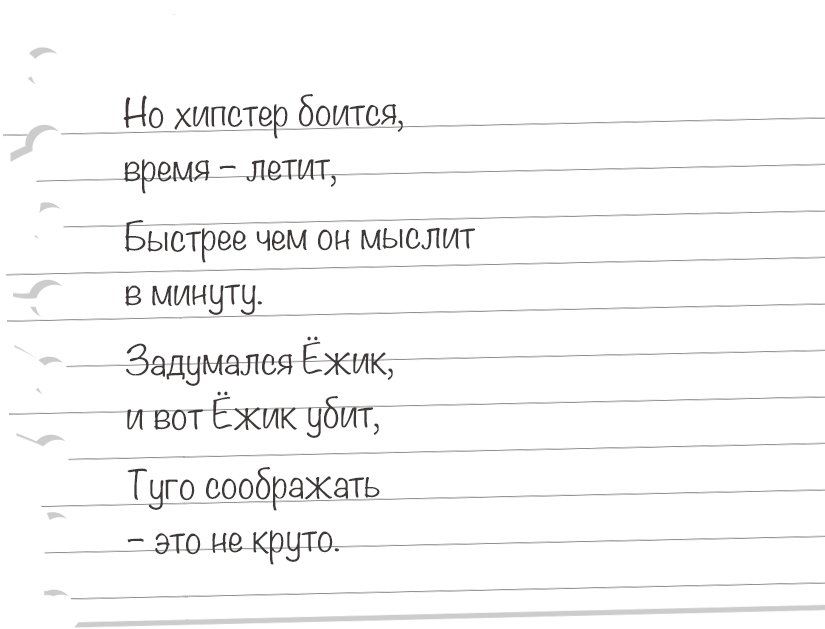 Но хипстер боится,
время – летит,
Быстрее чем он мыслит
в минуту.
Задумался Ёжик,
и вот Ёжик убит,
Туго соображать
– это не круто.